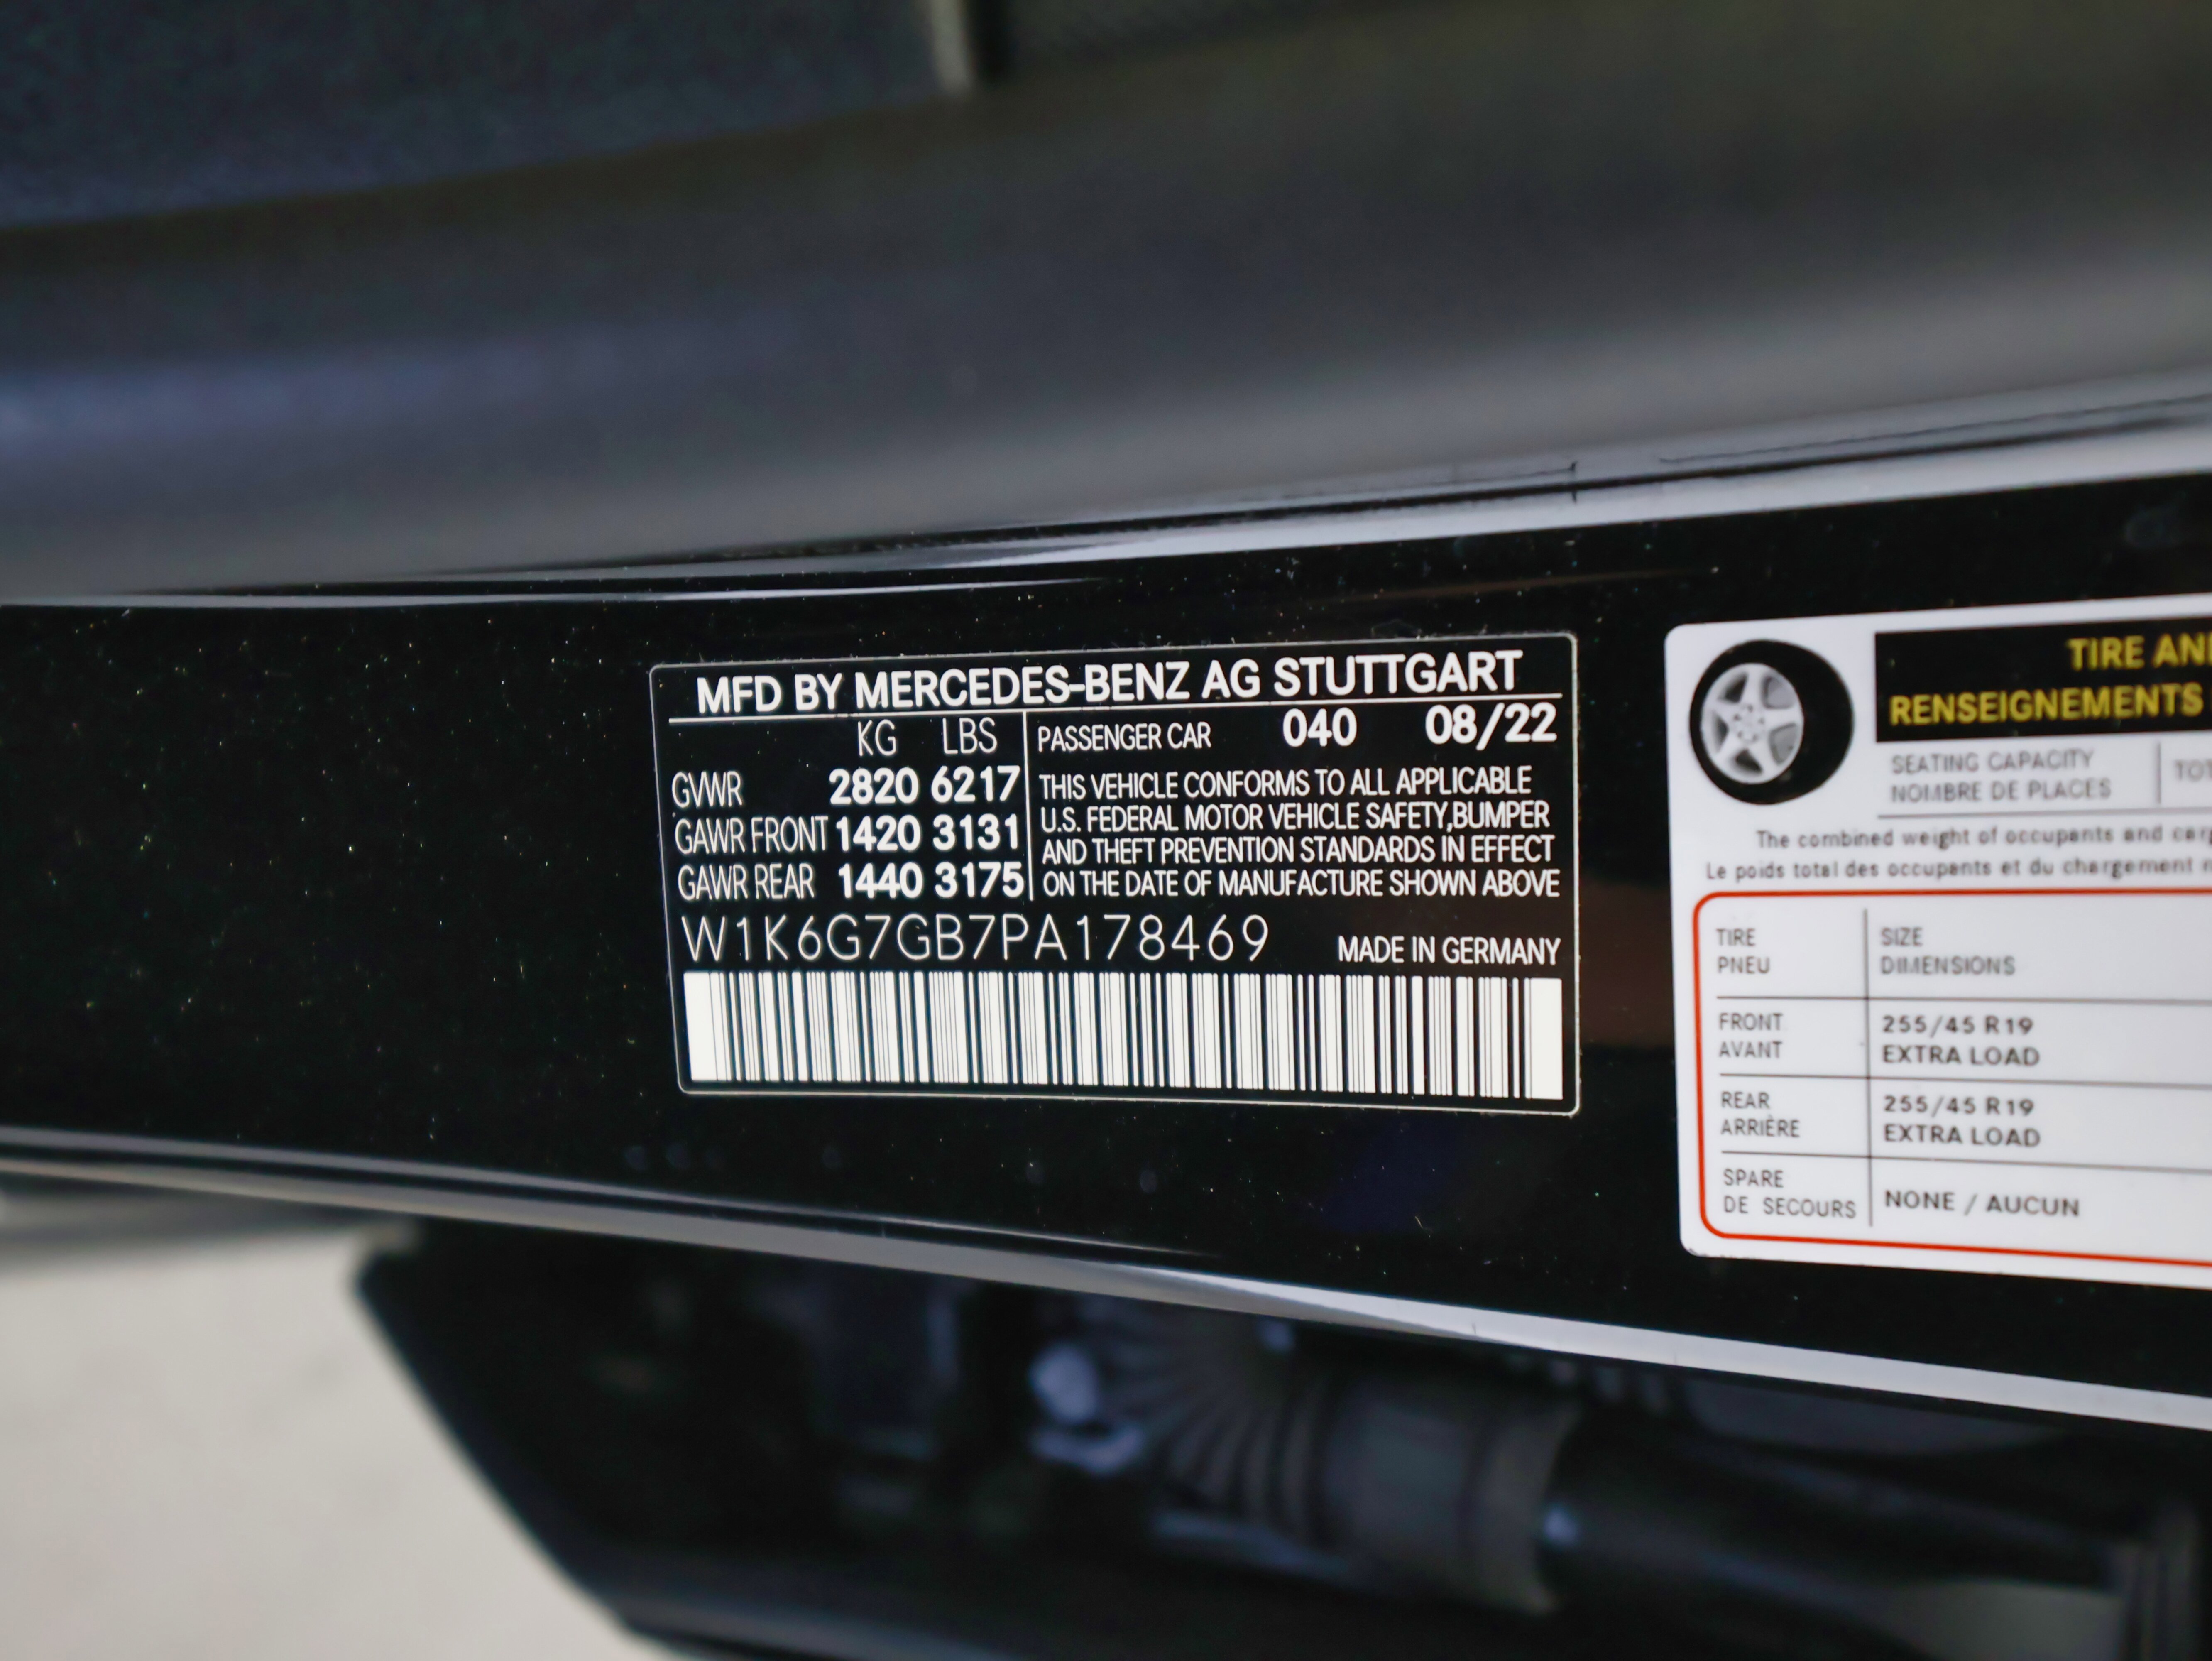 MFD BY MERCEDES-BENZ AG STUTTGART
KG LBS
GVWR 2820 6217
GAWR FRONT 1420 3131
GAWR REAR 1440 3175
PASSENGER CAR 040 08/22
THIS VEHICLE CONFORMS TO ALL APPLICABLE
U.S. FEDERAL MOTOR VEHICLE SAFETY,BUMPER
AND THEFT PREVENTION STANDARDS IN EFFECT
ON THE DATE OF MANUFACTURE SHOWN ABOVE
W1K6G7GB7PA178469
MADE IN GERMANY
TIRE
RENSEIGNEMENTS
SEATING CAPACITY
NOMBRE DE PLACES
The combined weight of occupants and
Le poids total des occupants et du chargement
TIRE
PNEU
SIZE
DIMENSIONS
FRONT
AVANT
255/45 R19
EXTRA LOAD
REAR
ARRIÈRE
255/45 R19
EXTRA LOAD
SPARE
DE SECOURS
NONE / AUCUN